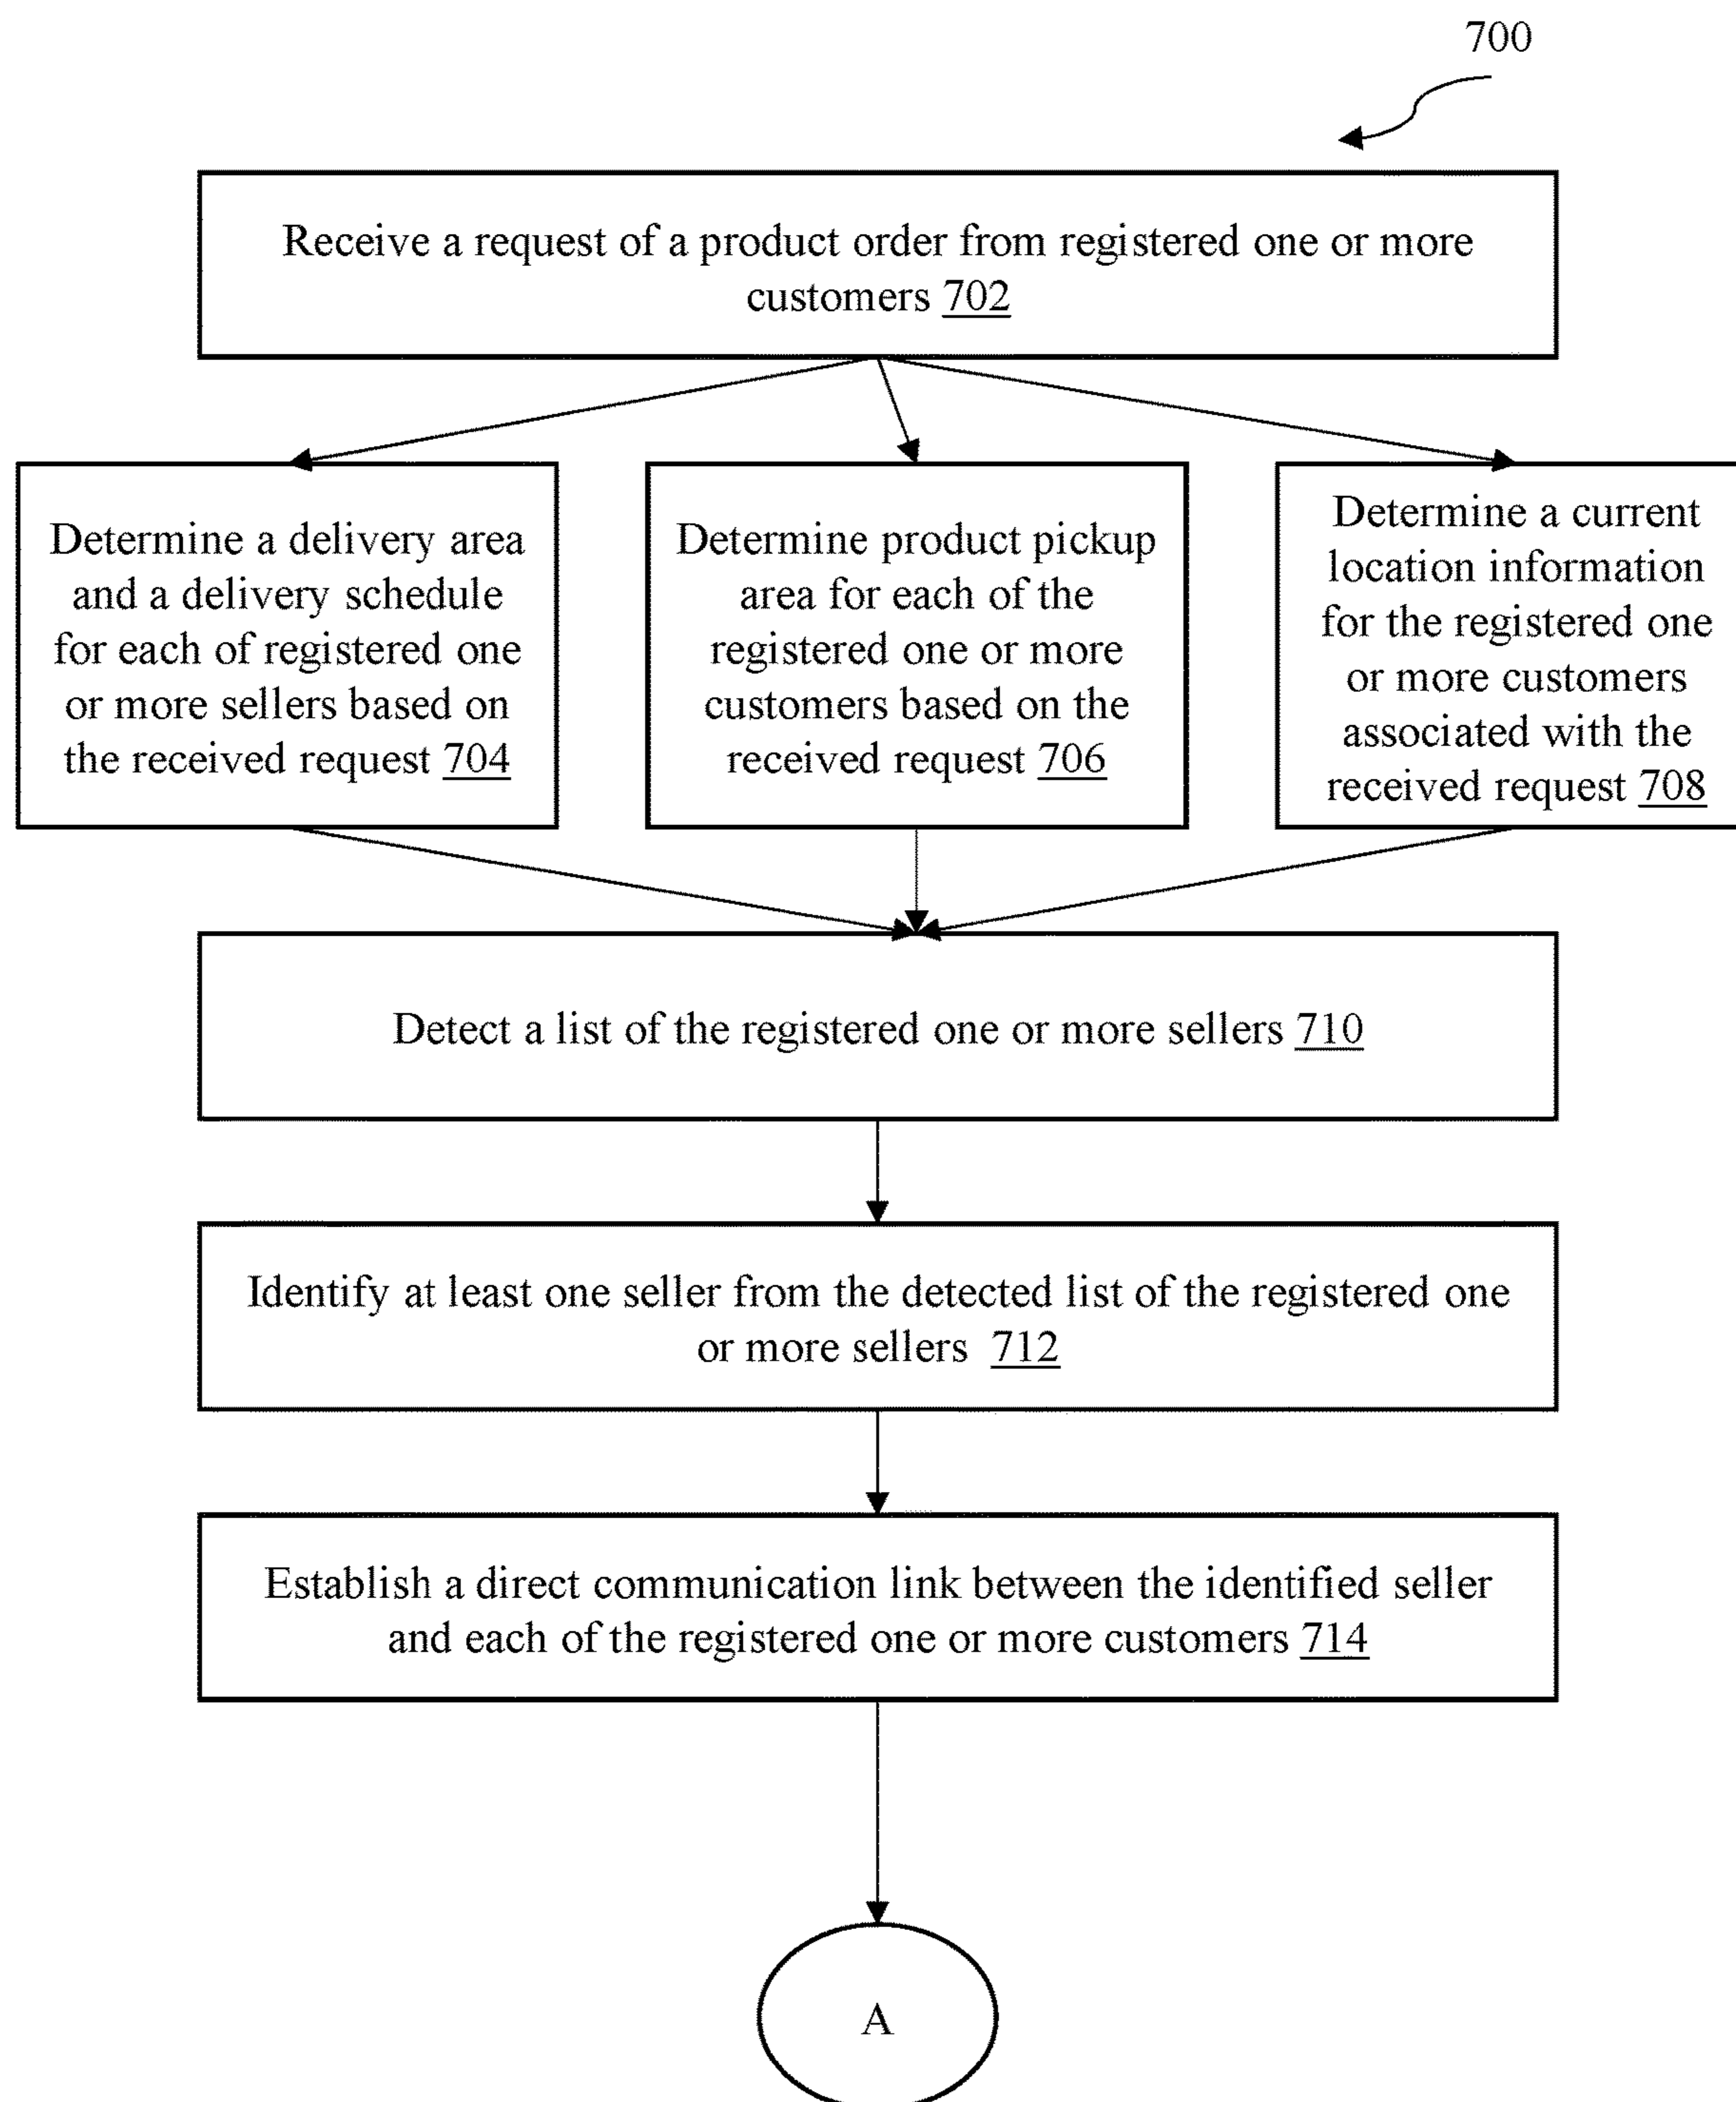 700
Receive a request of a product order from registered one or more
customers 702
Determine a delivery area
and a delivery schedule
for each of registered one
or more sellers based on
the received request 704
Determine product pickup
area for each of the
registered one or more
customers based on the
received request 706
Determine a current
location information
for the registered one
or more customers
associated with the
received request 708
Detect a list of the registered one or more sellers 710
Identify at least one seller from the detected list of the registered one
or more sellers 712
Establish a direct communication link between the identified seller
and each of the registered one or more customers 714
A